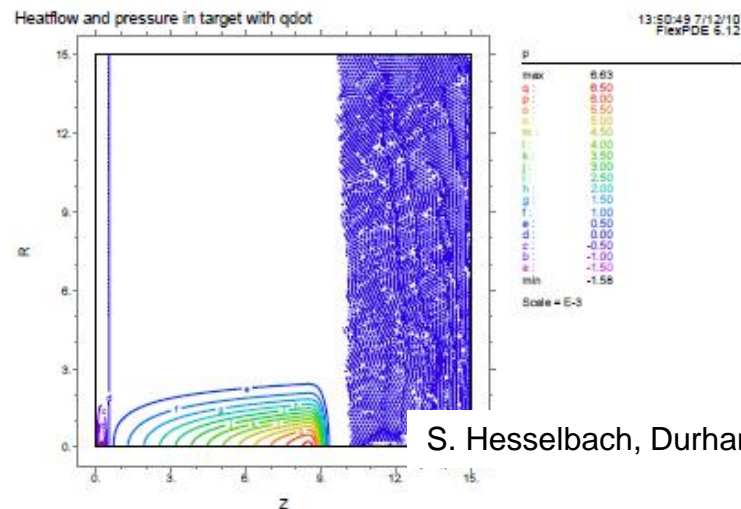 Heatflow and pressure in target with qdot
13:50:49 7/12/10
FlexPDE 6.12
p
max 6.63
q : 6.50
p : 6.00
o : 5.50
n : 5.00
m : 4.50
l : 4.00
k : 3.50
j : 3.00
i : 2.50
h : 2.00
g : 1.50
f : 1.00
e : 0.50
d : 0.00
c : -0.50
b : -1.00
a : -1.50
min -1.58
Scale = E-3
15.
12.
9.
6.
3.
0.
R
0. 3. 6. 9. 12. 15.
Z
c
d
e
f
S. Hesselbach, Durha